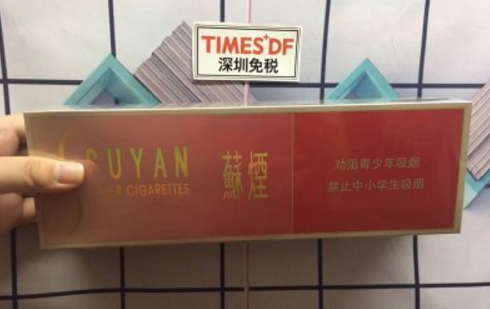 TIMES DF
深圳免税
SUYAN
CIGARETTES
蘇煙
劝阻青少年吸烟
禁止中小学生吸烟